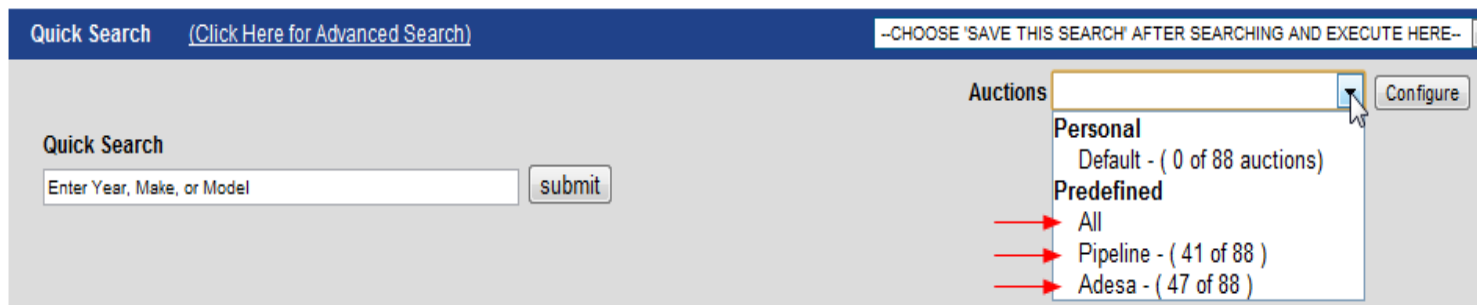 Quick Search (Click Here for Advanced Search) --CHOOSE 'SAVE THIS SEARCH' AFTER SEARCHING AND EXECUTE HERE--
Auctions Configure
Personal
Default - ( 0 of 88 auctions)
Predefined
All
Pipeline - ( 41 of 88 )
Adesa - ( 47 of 88 )
Quick Search
Enter Year, Make, or Model submit